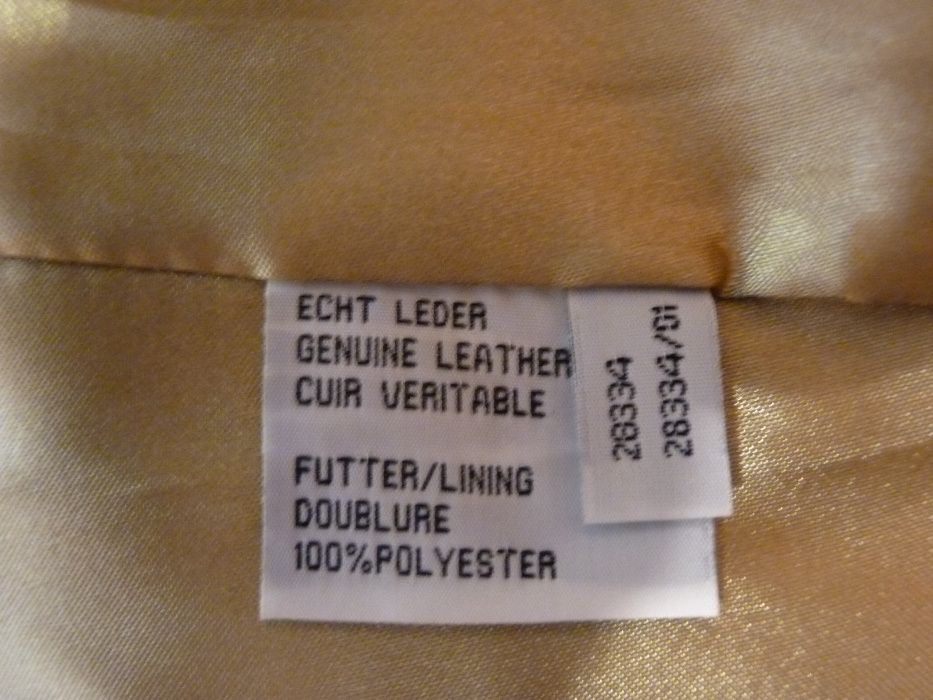 ECHT LEDER
GENUINE LEATHER
CUIR VERITABLE
FUTTER/LINING
DOUBLURE
100%POLYESTER
28334
28334/01